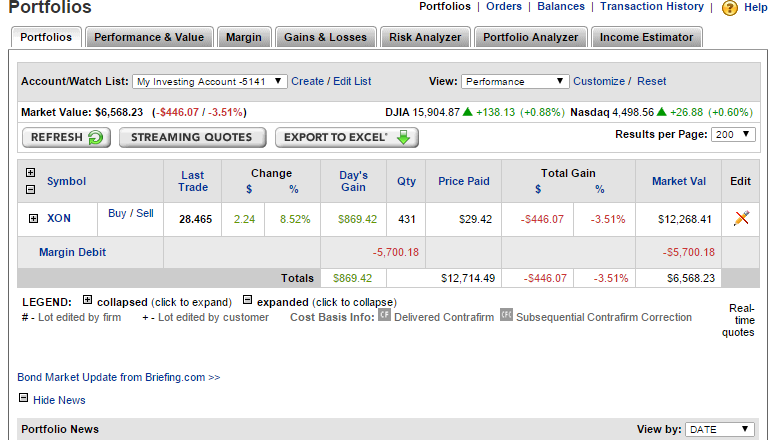 Portfolios
Portfolios | Orders | Balances | Transaction History | ? Help
Portfolios Performance & Value Margin Gains & Losses Risk Analyzer Portfolio Analyzer Income Estimator
Account/Watch List: My Investing Account -5141 ▼ Create / Edit List View: Performance ▼ Customize / Reset
Market Value: $6,568.23 (-$446.07 / -3.51%) DJIA 15,904.87 ▲ +138.13 (+0.88%) Nasdaq 4,498.56 ▲ +26.88 (+0.60%)
REFRESH STREAMING QUOTES EXPORT TO EXCEL* Results per Page: 200 ▼
Symbol Last Trade Change $ % Day's Gain Qty Price Paid Total Gain $ % Market Val Edit
XON Buy / Sell 28.465 2.24 8.52% $869.42 431 $29.42 -$446.07 -3.51% $12,268.41
Margin Debit -5,700.18 -$5,700.18
Totals $869.42 $12,714.49 -$446.07 -3.51% $6,568.23
LEGEND: + collapsed (click to expand) - expanded (click to collapse)
# - Lot edited by firm + - Lot edited by customer Cost Basis Info: CF Delivered Contrafirm CFC Subsequential Contrafirm Correction
Real-
time
quotes
Bond Market Update from Briefing.com >>
Hide News
Portfolio News View by: DATE ▼